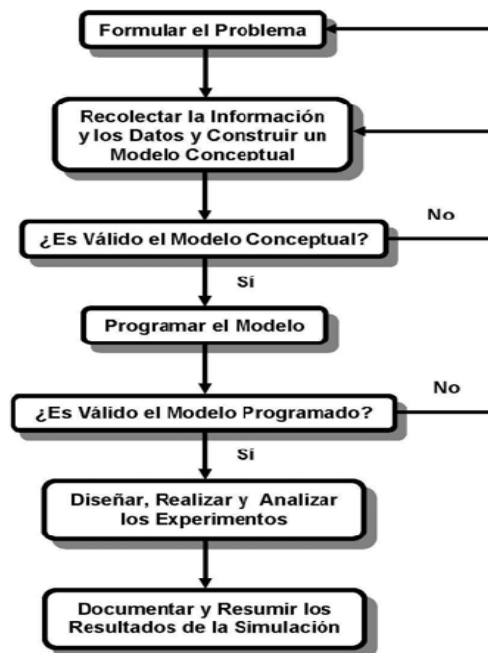 Formular el Problema
Recolectar la Información
y los Datos y Construir un
Modelo Conceptual
No
¿Es Válido el Modelo Conceptual?
Sí
Programar el Modelo
No
¿Es Válido el Modelo Programado?
Sí
Diseñar, Realizar y Analizar
los Experimentos
Documentar y Resumir los
Resultados de la Simulación